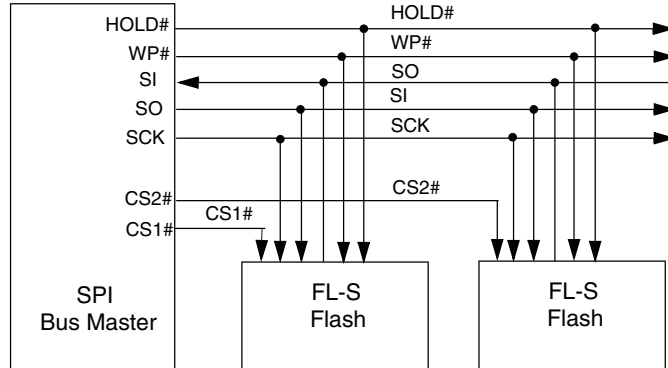 HOLD#
HOLD#
WP#
WP#
SI
SO
SO
SI
SCK
SCK
CS2#
CS2#
CS1#
CS1#
SPI
Bus Master
FL-S
Flash
FL-S
Flash